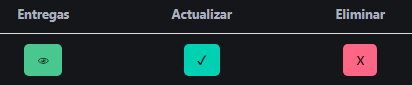 Entregas Actualizar Eliminar
👁 ✓ X